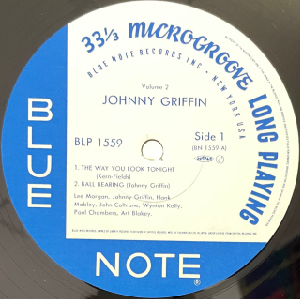 33⅓ MICROGROOVE LONG PLAYING
BLUE NOTE RECORDS INC • NEW YORK USA
Volume 2
JOHNNY GRIFFIN
BLP 1559
Side 1
(BN 1559 A)
1. THE WAY YOU LOOK TONIGHT
(Kern-Fields)
2. BALL BEARING (Johnny Griffin)
Lee Morgan, Johnny Griffin, Hank
Mobley, John Coltrane, Wynton Kelly,
Paul Chambers, Art Blakey.
BLUE
NOTE®